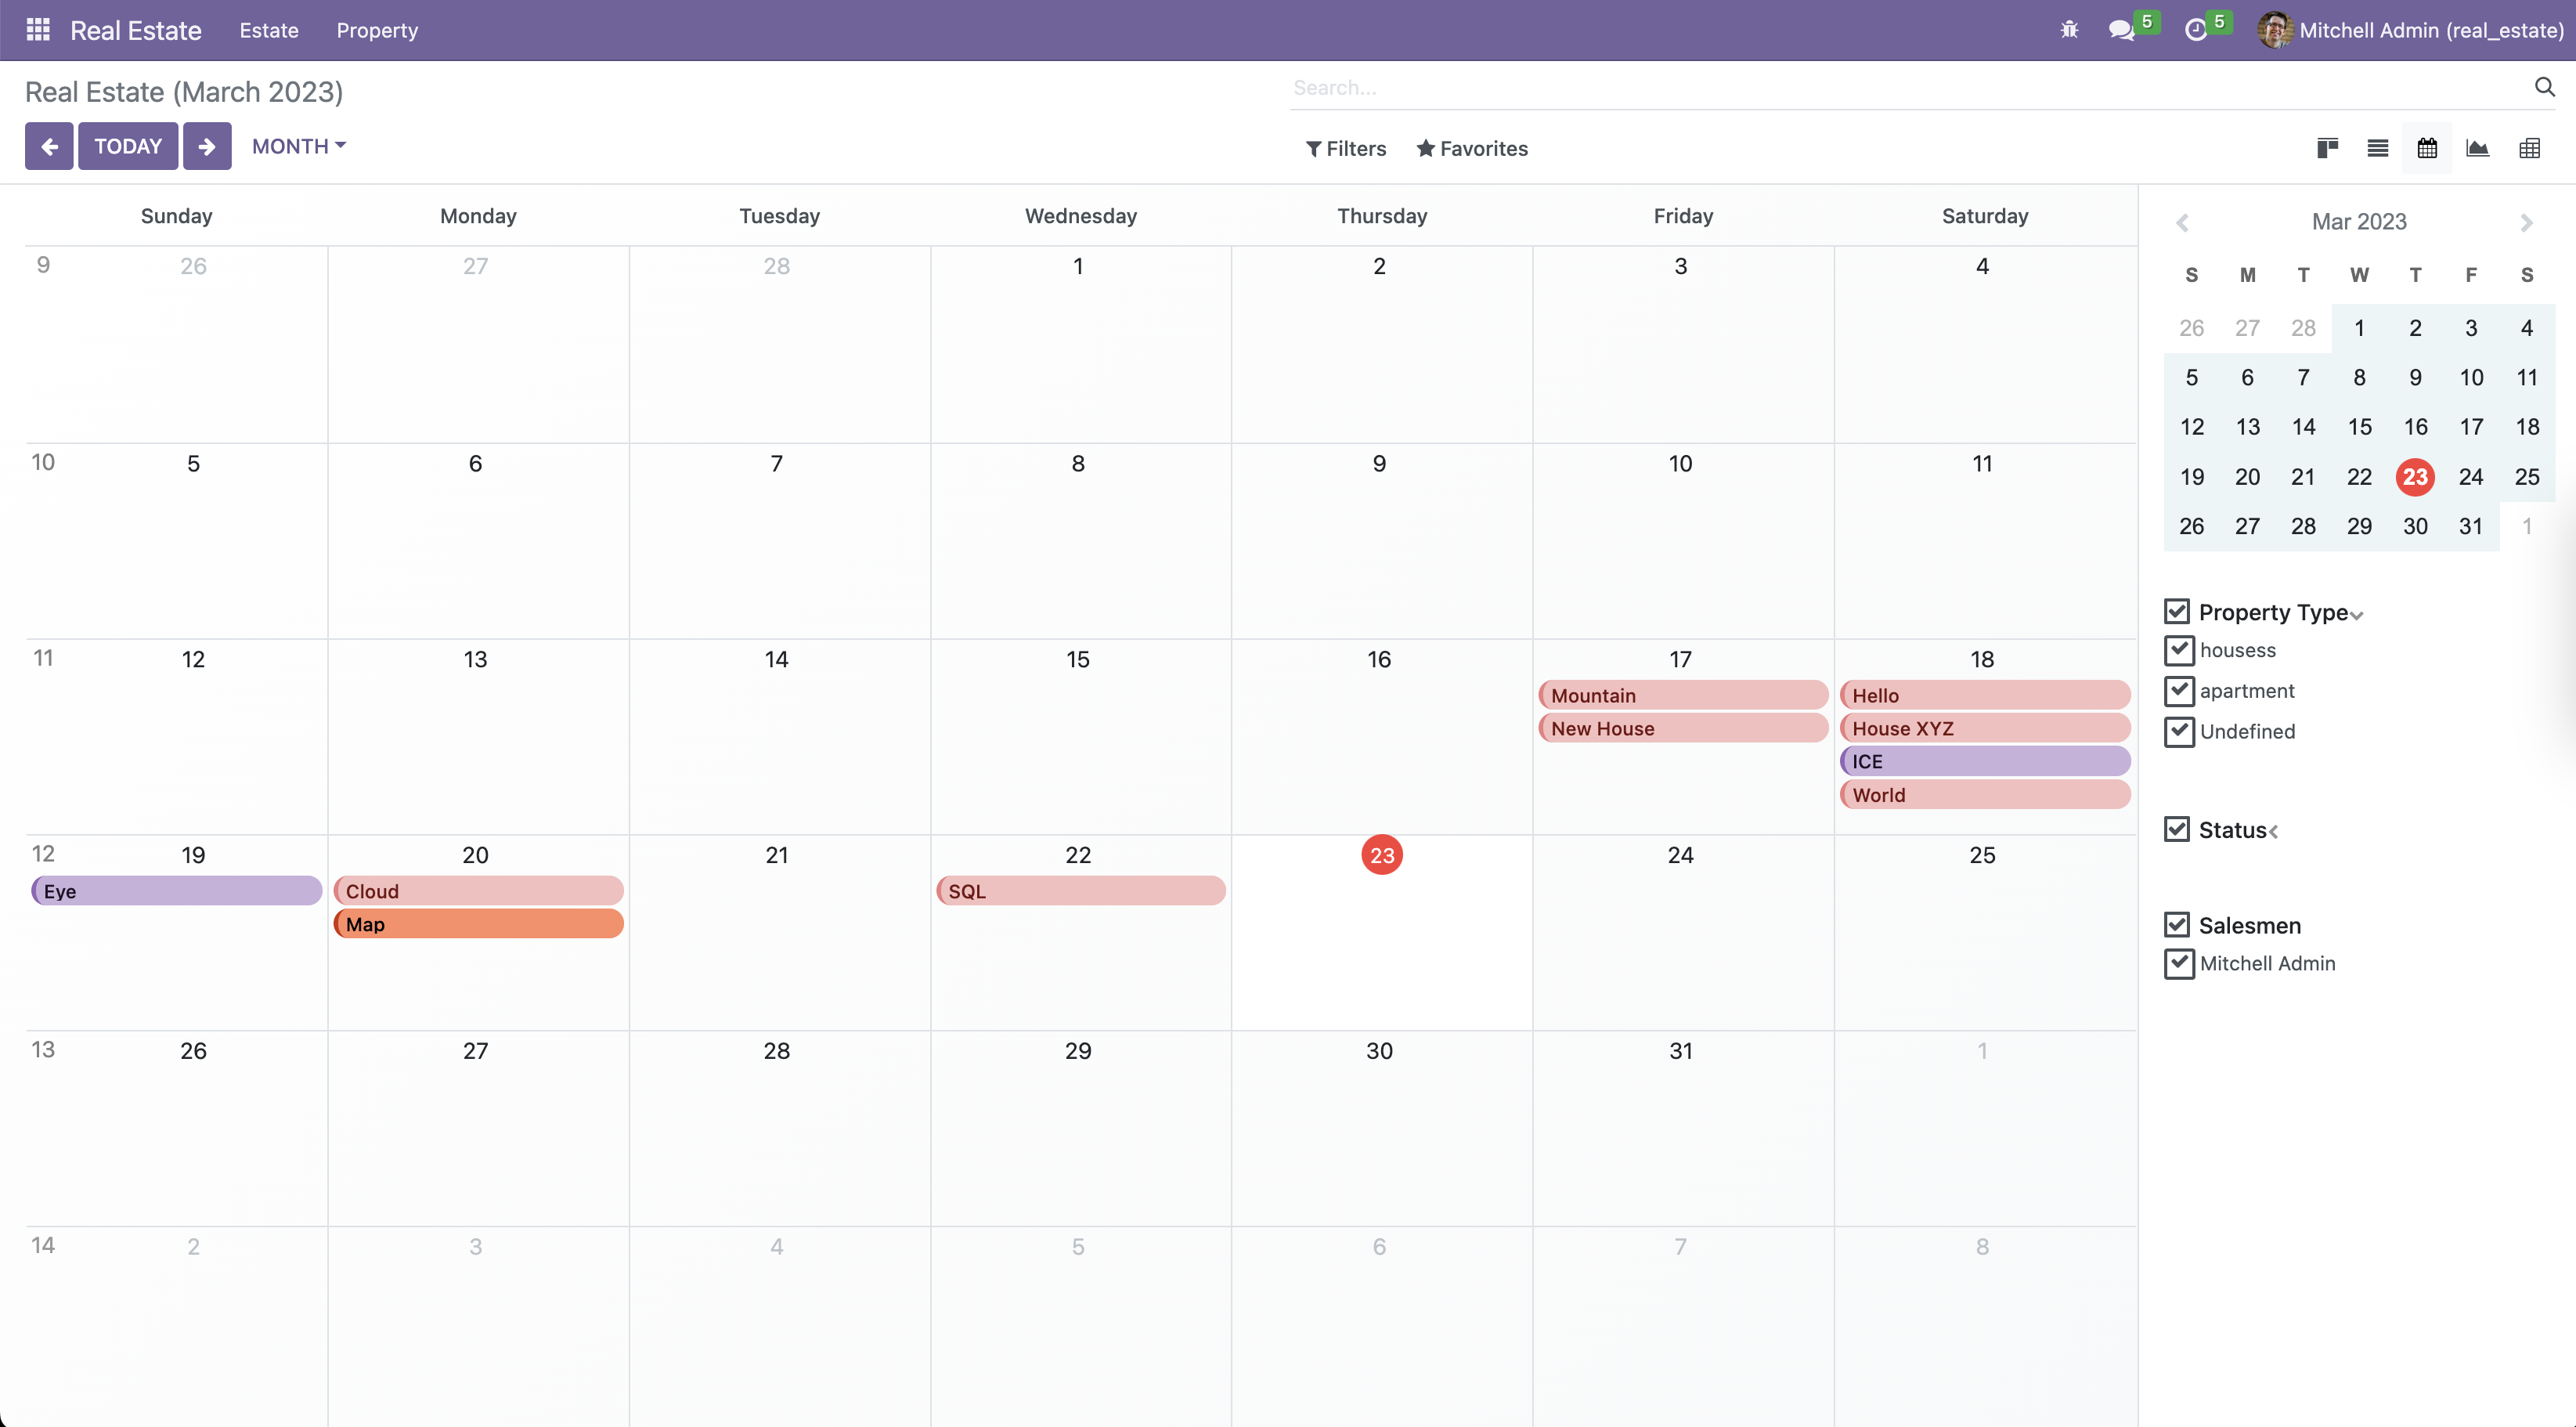 Real Estate Estate Property 5 5 Mitchell Admin (real_estate)
Real Estate (March 2023)
Search...
TODAY MONTH
Filters Favorites
Sunday Monday Tuesday Wednesday Thursday Friday Saturday
9 26 27 28 1 2 3 4
10 5 6 7 8 9 10 11
11 12 13 14 15 16 17 18
Mountain Hello
New House House XYZ
ICE
World
12 19 20 21 22 23 24 25
Eye Cloud SQL
Map
13 26 27 28 29 30 31 1
14 2 3 4 5 6 7 8
Mar 2023
S M T W T F S
26 27 28 1 2 3 4
5 6 7 8 9 10 11
12 13 14 15 16 17 18
19 20 21 22 23 24 25
26 27 28 29 30 31 1
Property Type
housess
apartment
Undefined
Status
Salesmen
Mitchell Admin